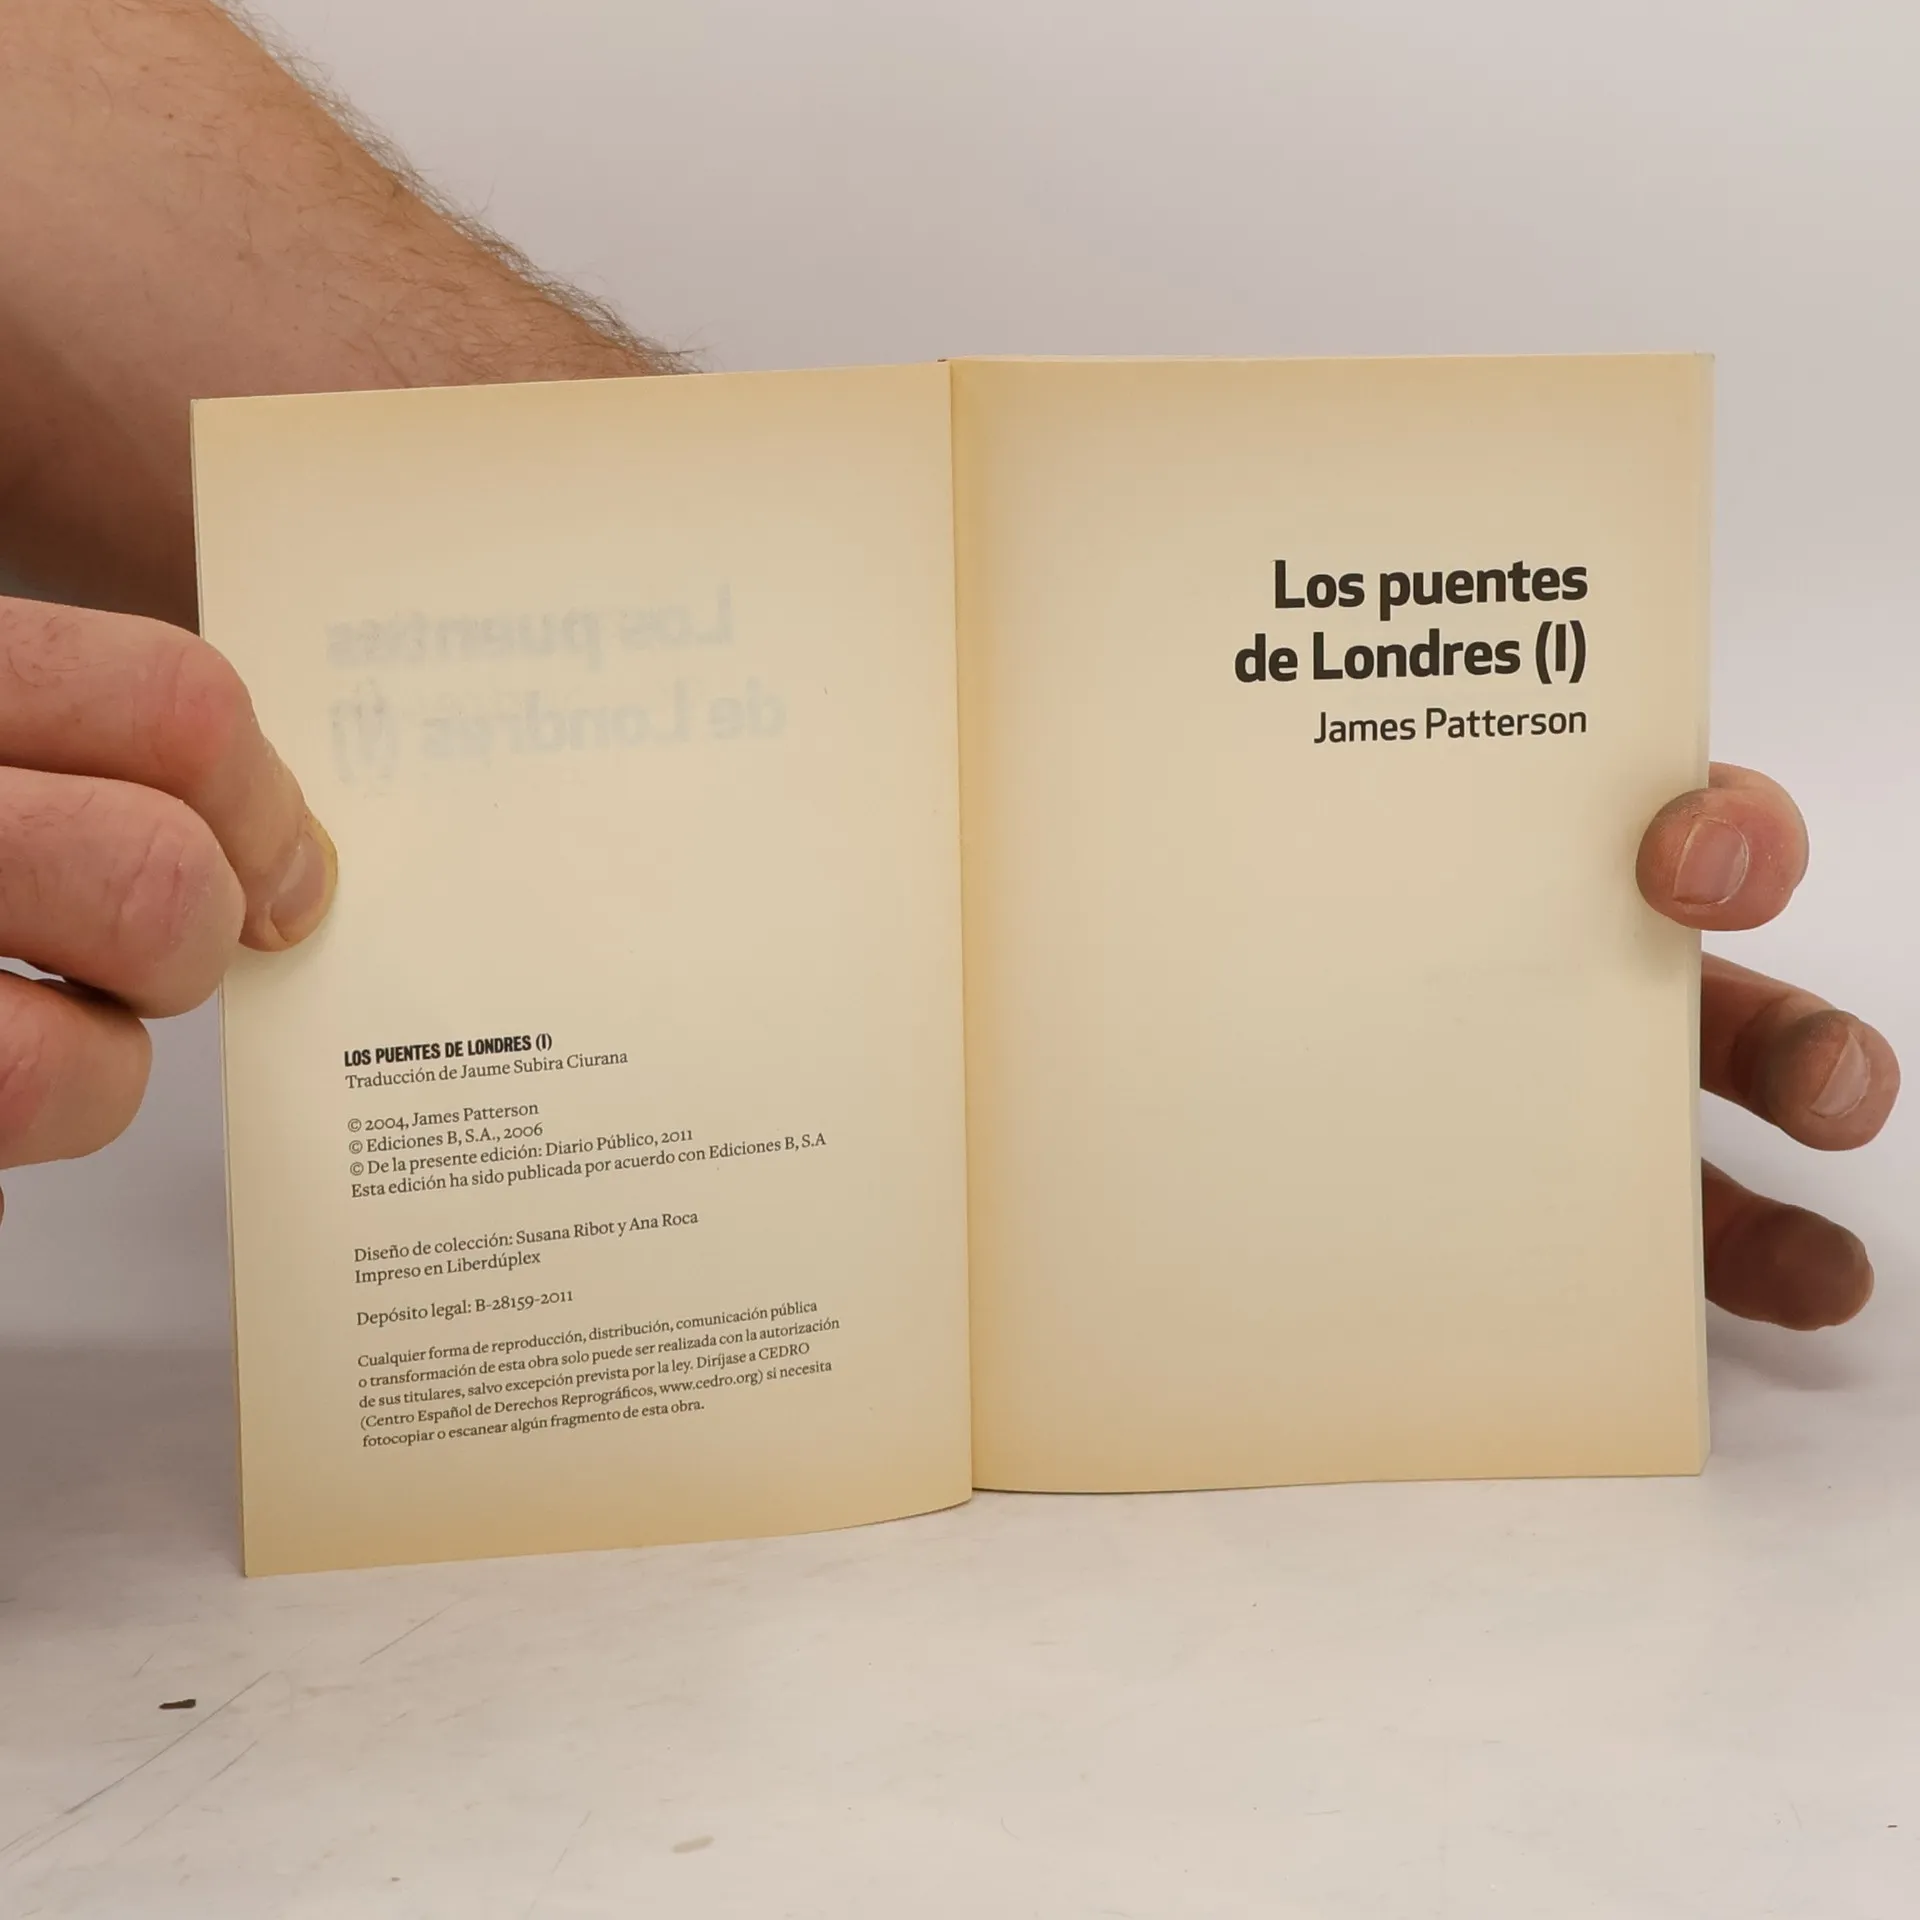 LOS PUENTES DE LONDRES (I)
Traducción de Jaume Subira Ciurana
© 2004, James Patterson
© Ediciones B, S.A., 2006
© De la presente edición: Diario Público, 2011
Esta edición ha sido publicada por acuerdo con Ediciones B, S.A
Diseño de colección: Susana Ribot y Ana Roca
Impreso en Liberdúplex
Depósito legal: B-28159-2011
Cualquier forma de reproducción, distribución, comunicación pública
o transformación de esta obra solo puede ser realizada con la autorización
de sus titulares, salvo excepción prevista por la ley. Diríjase a CEDRO
(Centro Español de Derechos Reprográficos, www.cedro.org) si necesita
fotocopiar o escanear algún fragmento de esta obra.
Los puentes
de Londres (I)
James Patterson